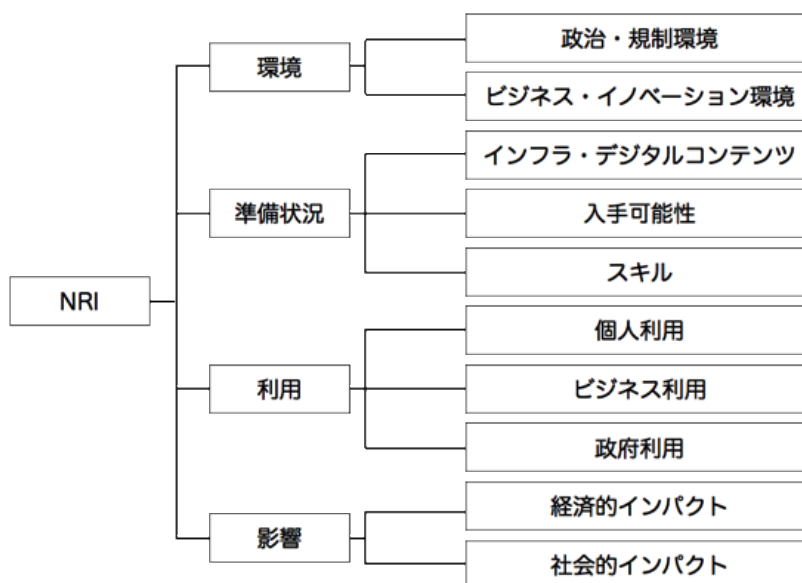 政治・規制環境
環境
ビジネス・イノベーション環境
インフラ・デジタルコンテンツ
準備状況
入手可能性
スキル
NRI
個人利用
利用
ビジネス利用
政府利用
経済的インパクト
影響
社会的インパクト